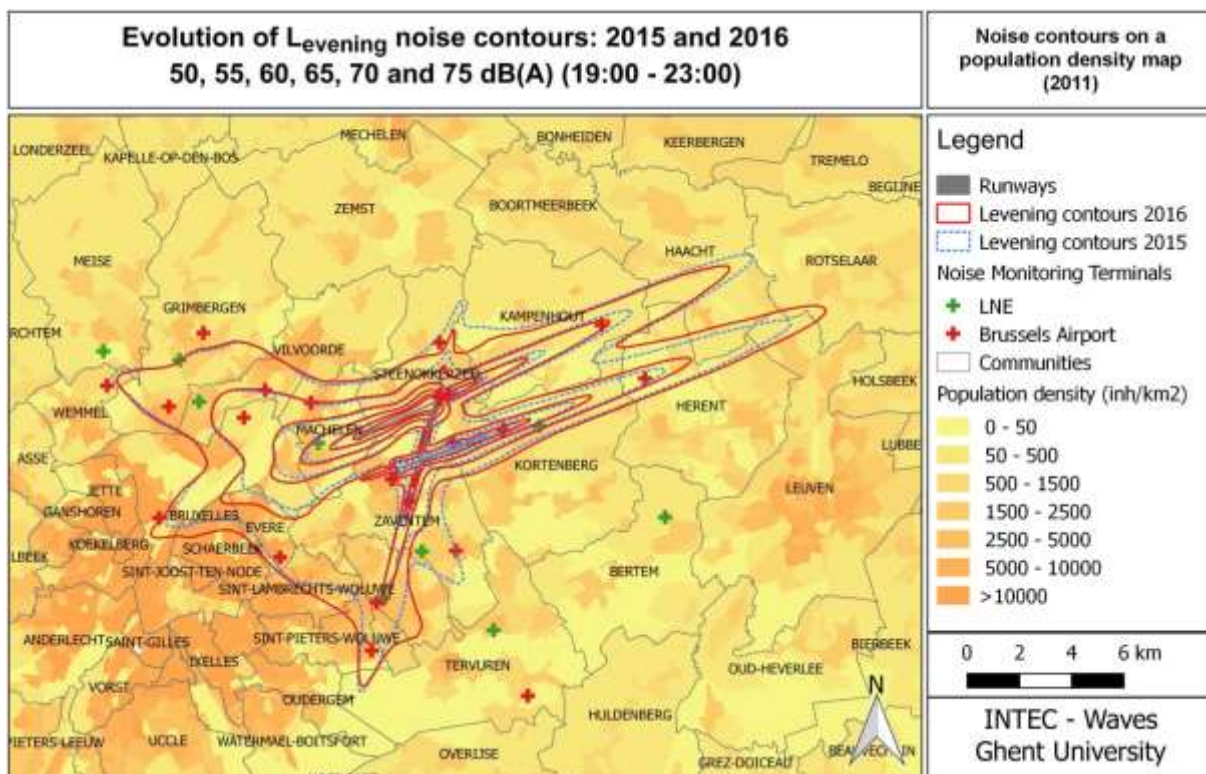 Evolution of Levening noise contours: 2015 and 2016
50, 55, 60, 65, 70 and 75 dB(A) (19:00 - 23:00)
Noise contours on a
population density map
(2011)
MECHELEN
BONHEIDEN
KEERBERGEN
LONDERZEEL
KAPELLE-OP-DEN-BOS
TREMELO
BEGIJNE
ZEMST
BOORTMEERBEEK
HAACHT
ROTSELAAR
MEISE
GRIMBERGEN
KAMPENHOUT
RCHTEM
VILVOORDE
STEENOKKERZEEL
HOLSBEEK
WEMMEL
HERENT
MACHELEN
LUBBE
ASSE
KORTENBERG
JETTE
LEUVEN
GANSHOREN
BRUXELLES
EVERE
ZAVENTEM
KOEKELBERG
SCHAERBEEK
LBEEK
SINT-JOOST-TEN-NODE
BERTEM
SINT-LAMBRECHTS-WOLUWE
ANDERLECHT
SAINT-GILLES
SINT-PIETERS-WOLUWE
BIERBEEK
IXELLES
TERVUREN
OUD-HEVERLEE
VORST
OUDERGEM
HULDENBERG
PIETERS-LEEUW
UCCLE
WATERMAEL-BOITSFORT
OVERIJSE
GREZ-DOICEAU
N
Legend
Runways
Levening contours 2016
Levening contours 2015
Noise Monitoring Terminals
LNE
Brussels Airport
Communities
Population density (inh/km2)
0 - 50
50 - 500
500 - 1500
1500 - 2500
2500 - 5000
5000 - 10000
>10000
0 2 4 6 km
INTEC - Waves
Ghent University